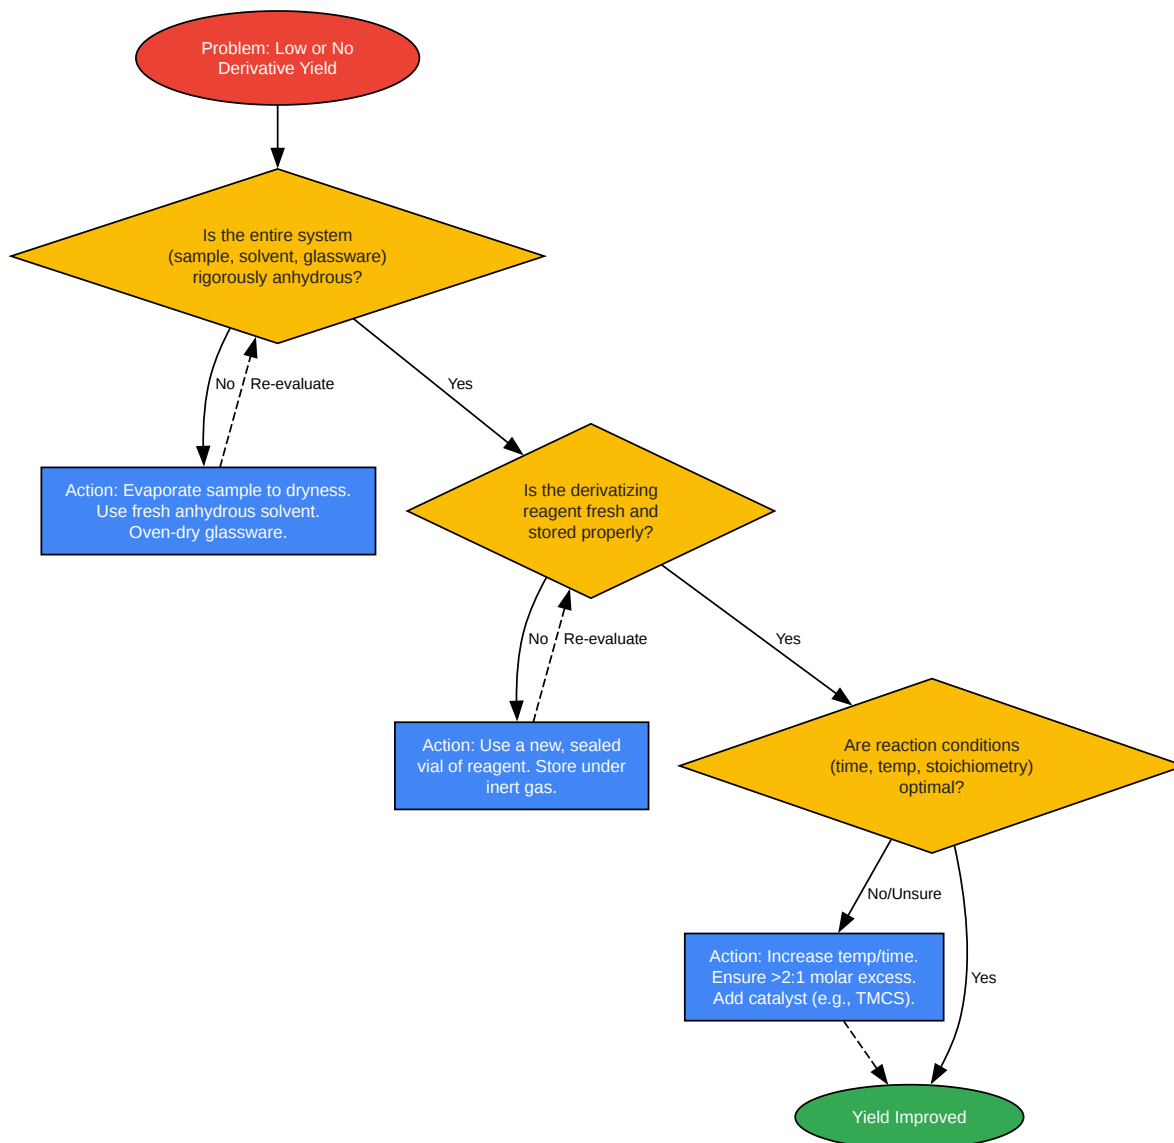 Problem: Low or No
Derivative Yield
Is the entire system
(sample, solvent, glassware)
rigorously anhydrous?
No
Re-evaluate
Yes
Action: Evaporate sample to dryness.
Use fresh anhydrous solvent.
Oven-dry glassware.
Is the derivatizing
reagent fresh and
stored properly?
No
Re-evaluate
Yes
Action: Use a new, sealed
vial of reagent. Store under
inert gas.
Are reaction conditions
(time, temp, stoichiometry)
optimal?
No/Unsure
Yes
Action: Increase temp/time.
Ensure >2:1 molar excess.
Add catalyst (e.g., TMCS).
Yield Improved